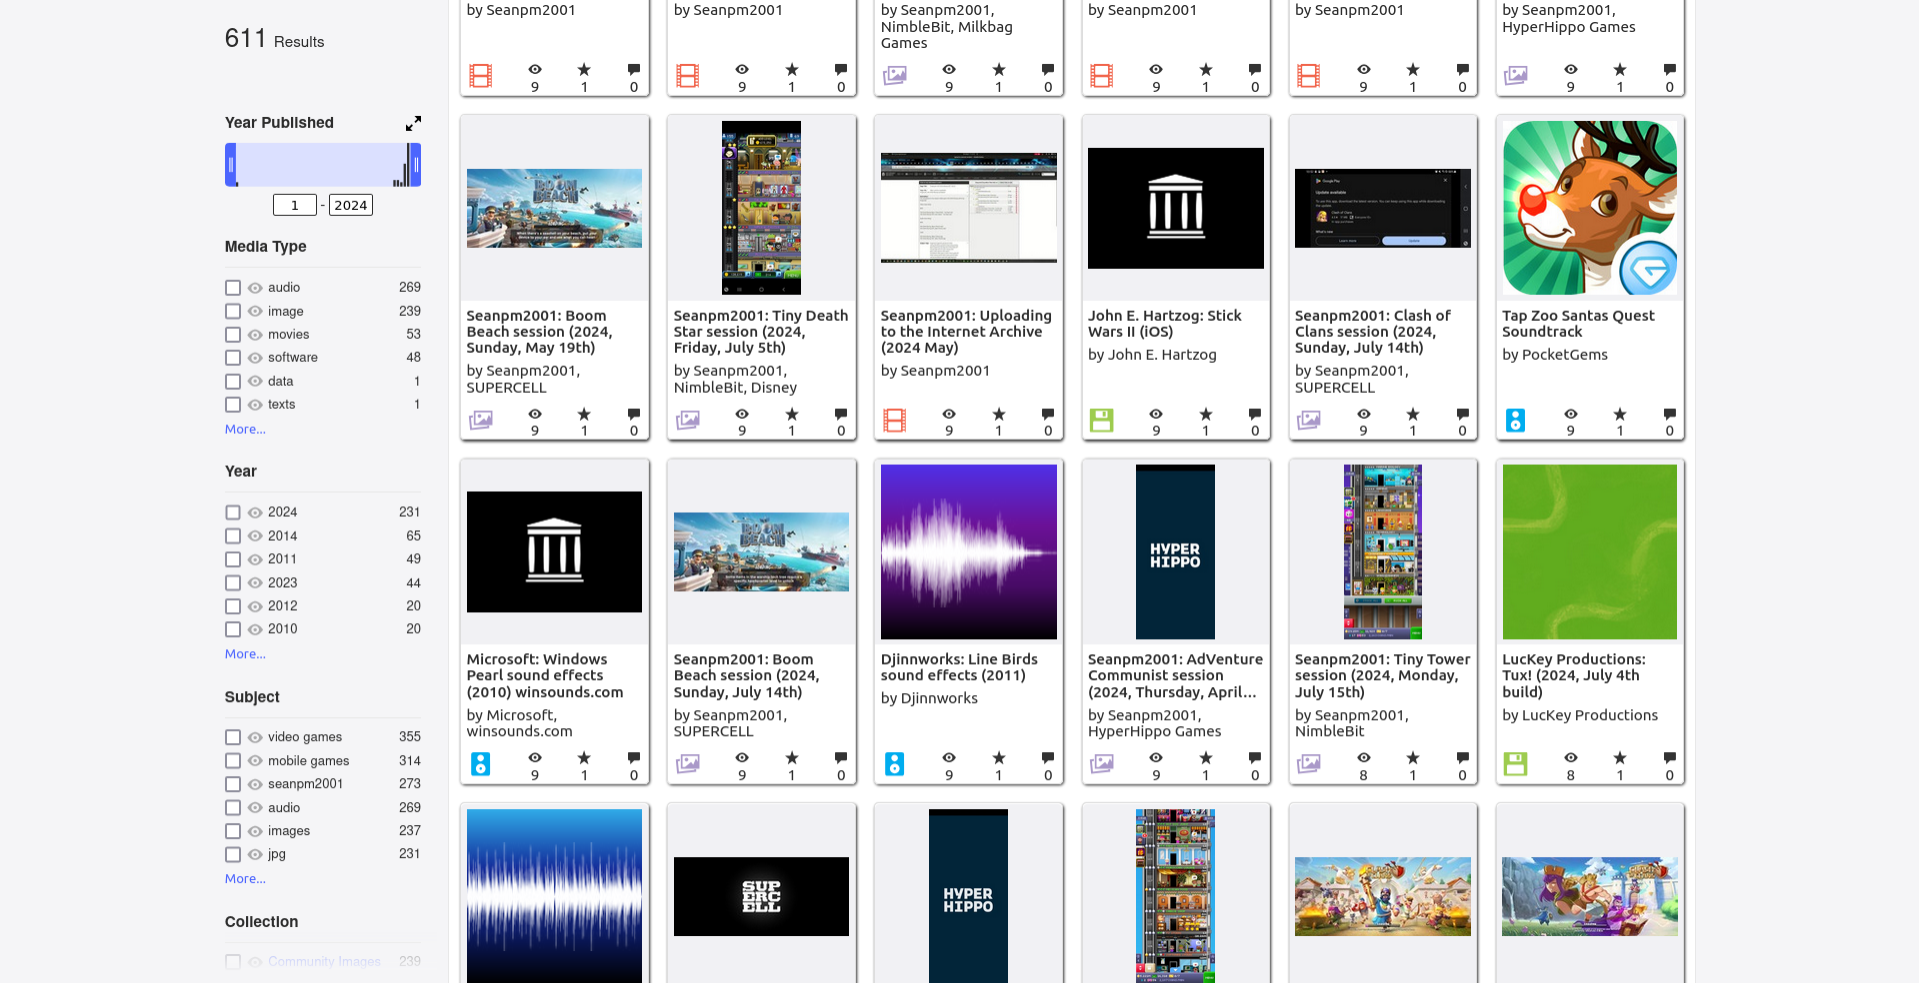 611 Results
Year Published
1 - 2024
Media Type
audio 269
image 239
movies 53
software 48
data 1
texts 1
More...
Year
2024 231
2014 65
2011 49
2023 44
2012 20
2010 20
More...
Subject
video games 355
mobile games 314
seanpm2001 273
audio 269
images 237
jpg 231
More...
Collection
Community Images 239
by Seanpm2001
9 1 0
by Seanpm2001
9 1 0
by Seanpm2001,
NimbleBit, Milkbag
Games
9 1 0
by Seanpm2001
9 1 0
by Seanpm2001
9 1 0
by Seanpm2001,
HyperHippo Games
9 1 0
BOOM
BEACH
Seanpm2001: Boom
Beach session (2024,
Sunday, May 19th)
by Seanpm2001,
SUPERCELL
9 1 0
Seanpm2001: Tiny Death
Star session (2024,
Friday, July 5th)
by Seanpm2001,
NimbleBit, Disney
9 1 0
Seanpm2001: Uploading
to the Internet Archive
(2024 May)
by Seanpm2001
9 1 0
John E. Hartzog: Stick
Wars II (iOS)
by John E. Hartzog
9 1 0
Google Play
Update available
Seanpm2001: Clash of
Clans session (2024,
Sunday, July 14th)
by Seanpm2001,
SUPERCELL
9 1 0
Tap Zoo Santas Quest
Soundtrack
by PocketGems
9 1 0
Microsoft: Windows
Pearl sound effects
(2010) winsounds.com
by Microsoft,
winsounds.com
9 1 0
BOOM
BEACH
Seanpm2001: Boom
Beach session (2024,
Sunday, July 14th)
by Seanpm2001,
SUPERCELL
9 1 0
Djinnworks: Line Birds
sound effects (2011)
by Djinnworks
9 1 0
HYPER
HIPPO
Seanpm2001: AdVenture
Communist session
(2024, Thursday, April...
by Seanpm2001,
HyperHippo Games
9 1 0
Seanpm2001: Tiny Tower
session (2024, Monday,
July 15th)
by Seanpm2001,
NimbleBit
8 1 0
LucKey Productions:
Tux! (2024, July 4th
build)
by LucKey Productions
8 1 0
SUP
ERC
ELL
HYPER
HIPPO